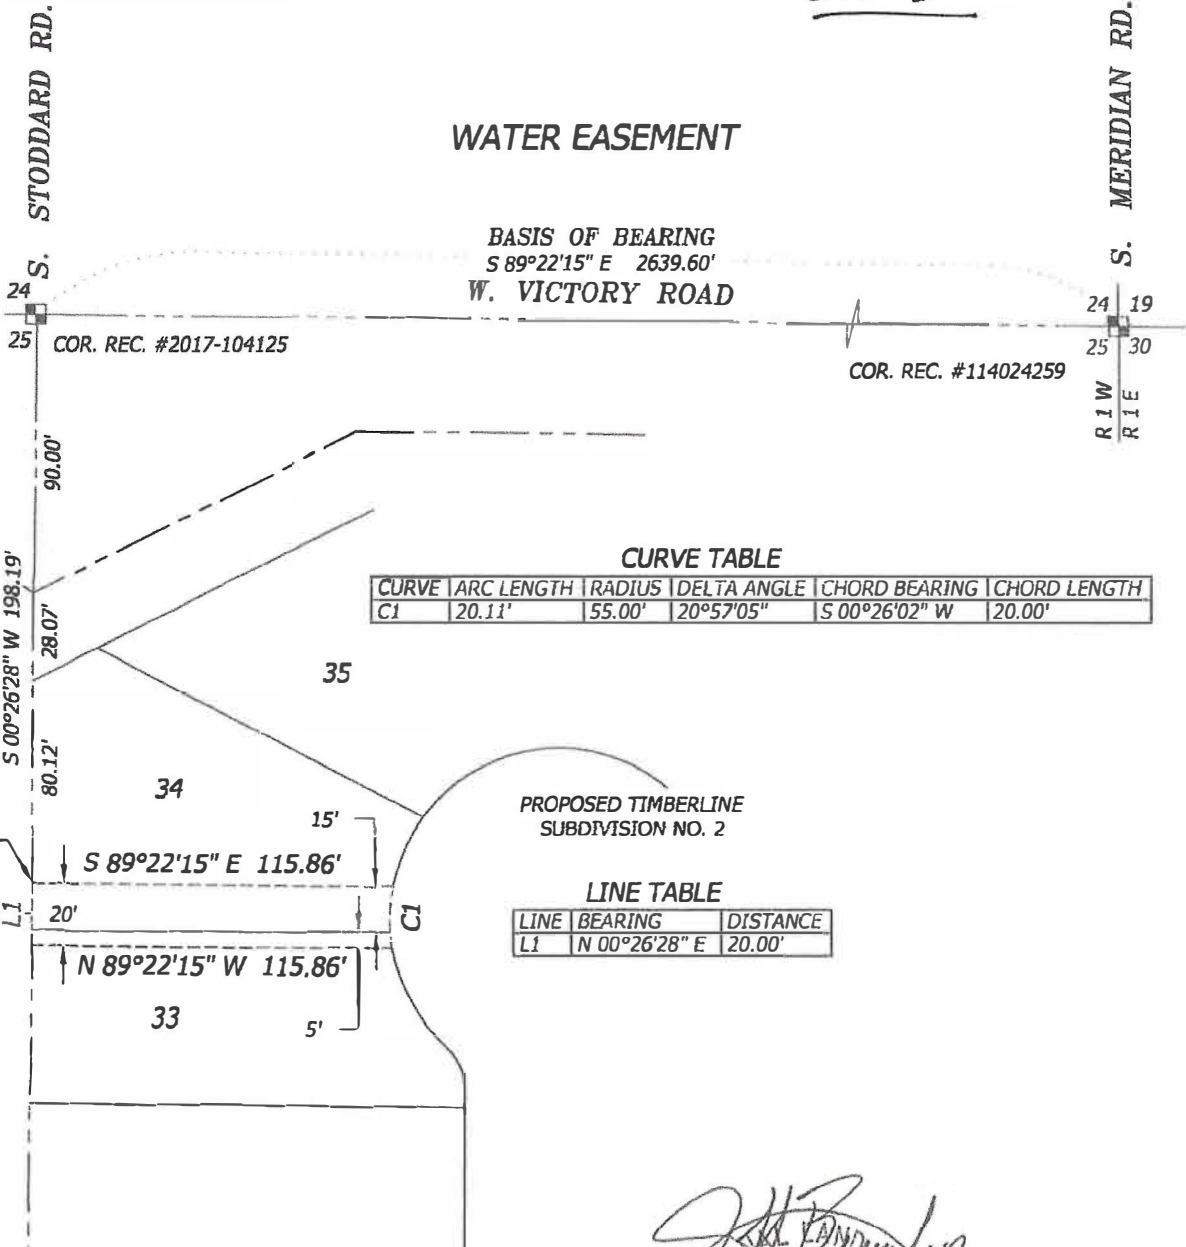 S. STODDARD RD.
S. MERIDIAN RD.
WATER EASEMENT
BASIS OF BEARING
S 89°22'15" E 2639.60'
W. VICTORY ROAD
24
25
COR. REC. #2017-104125
24 19
25 30
COR. REC. #114024259
R 1 W
R 1 E
90.00'
S 00°26'28" W 198.19'
28.07'
80.12'
CURVE TABLE
CURVE ARC LENGTH RADIUS DELTA ANGLE CHORD BEARING CHORD LENGTH
C1 20.11' 55.00' 20°57'05" S 00°26'02" W 20.00'
35
34
PROPOSED TIMBERLINE
SUBDIVISION NO. 2
15'
S 89°22'15" E 115.86'
L1
20'
C1
LINE TABLE
LINE BEARING DISTANCE
L1 N 00°26'28" E 20.00'
N 89°22'15" W 115.86'
33
5'